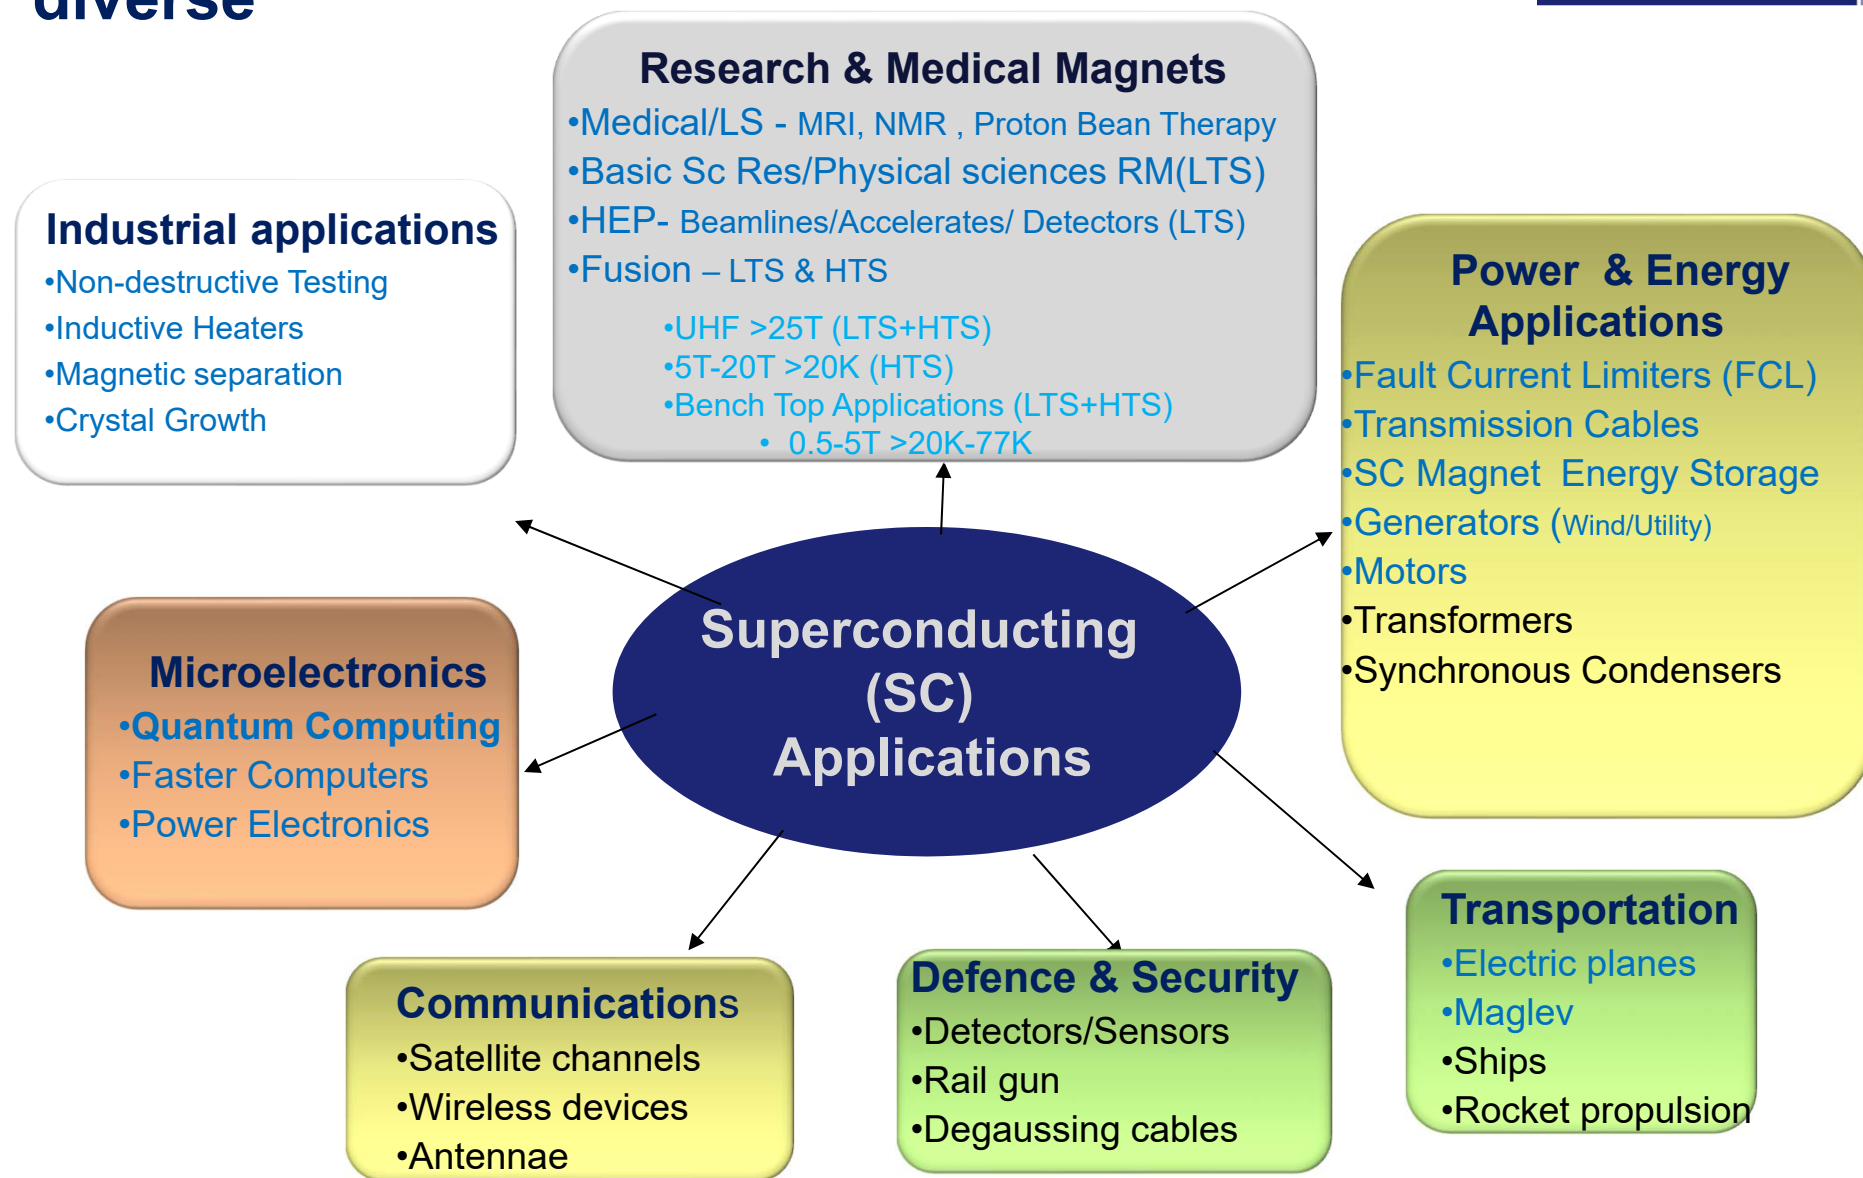 diverse
Research & Medical Magnets
•Medical/LS - MRI, NMR , Proton Bean Therapy
•Basic Sc Res/Physical sciences RM(LTS)
•HEP- Beamlines/Accelerates/ Detectors (LTS)
•Fusion – LTS & HTS
•UHF >25T (LTS+HTS)
•5T-20T >20K (HTS)
•Bench Top Applications (LTS+HTS)
• 0.5-5T >20K-77K
Industrial applications
•Non-destructive Testing
•Inductive Heaters
•Magnetic separation
•Crystal Growth
Power & Energy
Applications
•Fault Current Limiters (FCL)
•Transmission Cables
•SC Magnet Energy Storage
•Generators (Wind/Utility)
•Motors
•Transformers
•Synchronous Condensers
Superconducting
(SC)
Applications
Microelectronics
•Quantum Computing
•Faster Computers
•Power Electronics
Transportation
•Electric planes
•Maglev
•Ships
•Rocket propulsion
Communications
•Satellite channels
•Wireless devices
•Antennae
Defence & Security
•Detectors/Sensors
•Rail gun
•Degaussing cables